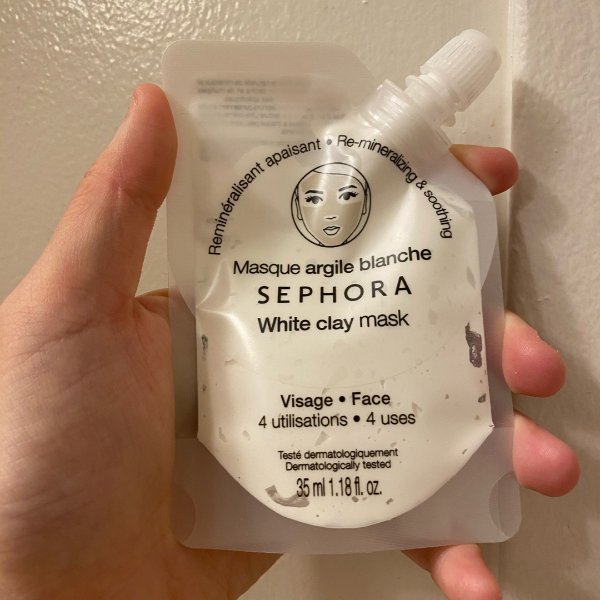 Reminéralisant apaisant • Re-mineralizing & soothing
Masque argile blanche
SEPHORA
White clay mask
Visage • Face
4 utilisations • 4 uses
Testé dermatologiquement
Dermatologically tested
35 ml 1.18 fl. oz.